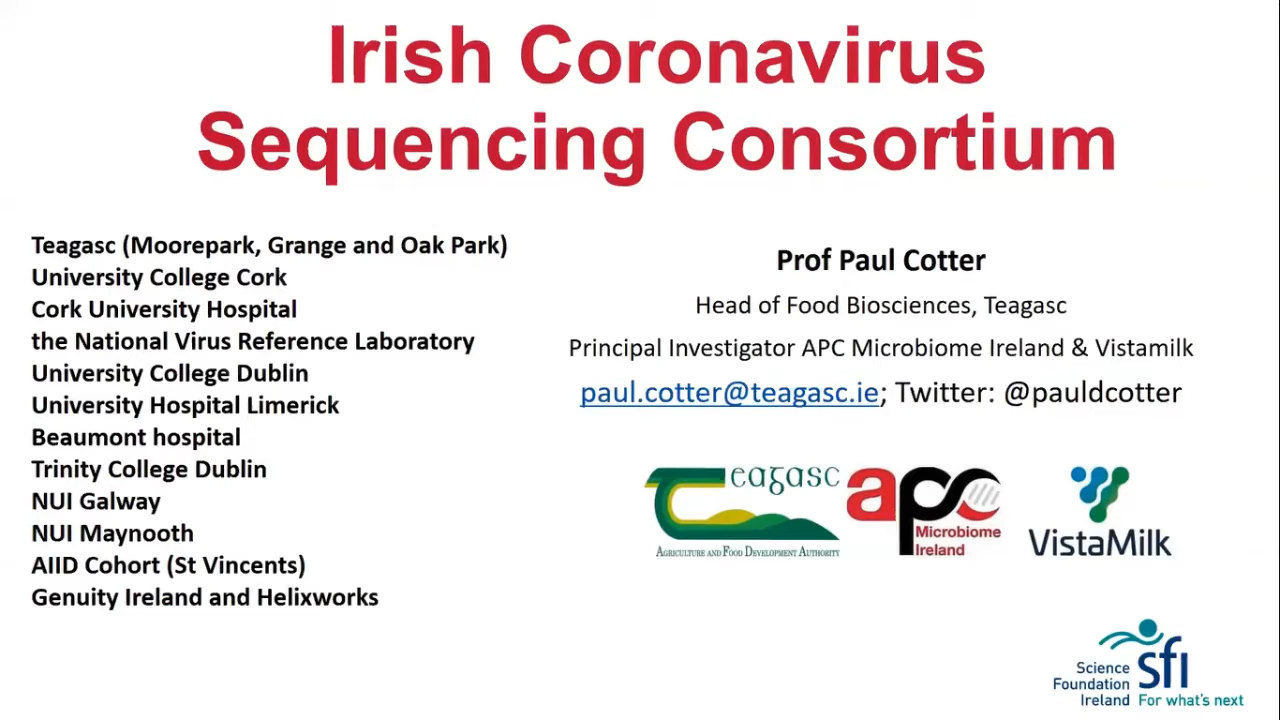 Irish Coronavirus
Sequencing Consortium
Teagasc (Moorepark, Grange and Oak Park)
University College Cork
Cork University Hospital
the National Virus Reference Laboratory
University College Dublin
University Hospital Limerick
Beaumont hospital
Trinity College Dublin
NUI Galway
NUI Maynooth
AIID Cohort (St Vincents)
Genuity Ireland and Helixworks
Prof Paul Cotter
Head of Food Biosciences, Teagasc
Principal Investigator APC Microbiome Ireland & Vistamilk
paul.cotter@teagasc.ie; Twitter: @pauldcotter
Teagasc
AGRICULTURE AND FOOD DEVELOPMENT AUTHORITY
apc
Microbiome
Ireland
VistaMilk
Science
Foundation
Ireland
sfi
For what's next